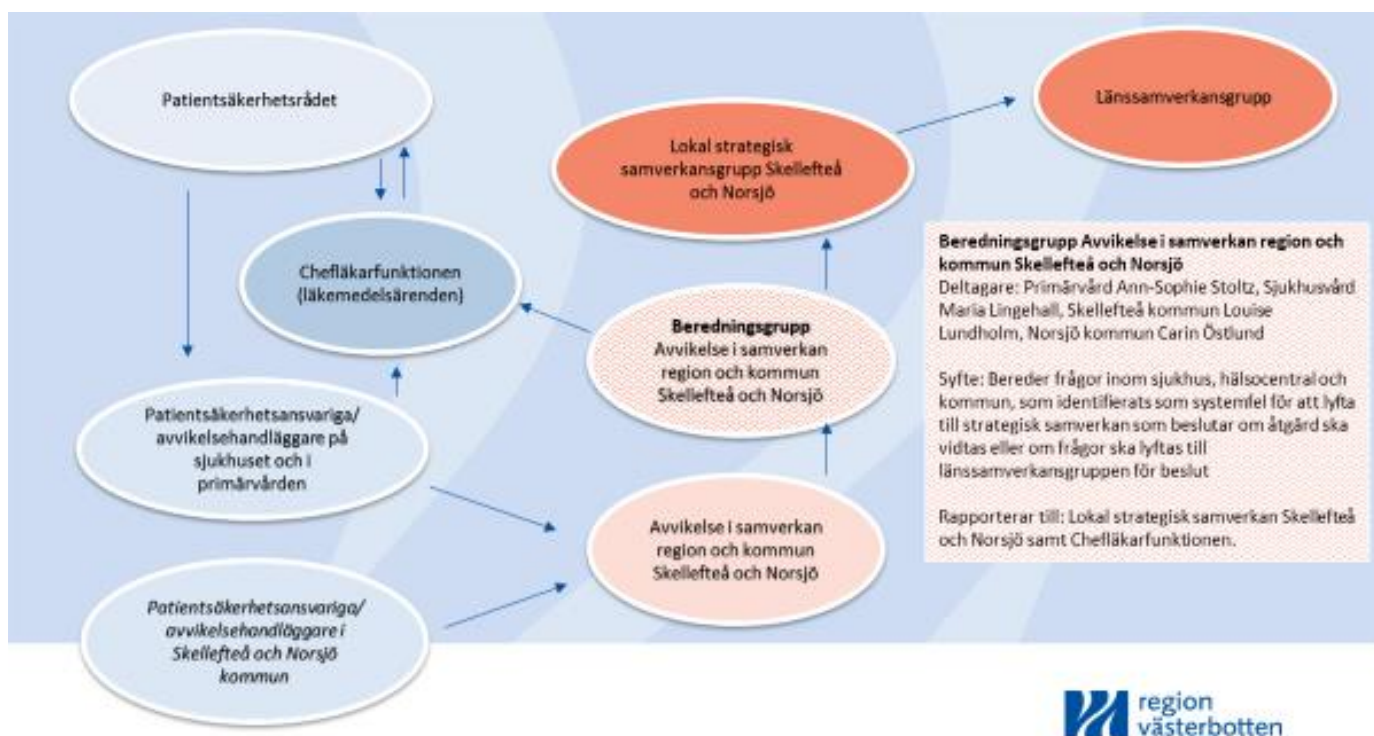 Patientsäkerhetsrådet
Länssamverkansgrupp
Lokal strategisk
samverkansgrupp Skellefteå
och Norsjö
Chefläkarfunktionen
(läkemedelsärenden)
Beredningsgrupp
Avvikelse i samverkan
region och kommun
Skellefteå och Norsjö
Patientsäkerhetsansvariga/
avvikelsehandläggare på
sjukhuset och i
primärvården
Avvikelse i samverkan
region och kommun
Skellefteå och Norsjö
Patientsäkerhetsansvariga/
avvikelsehandläggare i
Skellefteå och Norsjö
kommun
Beredningsgrupp Avvikelse i samverkan region och
kommun Skellefteå och Norsjö
Deltagare: Primärvård Ann-Sophie Stoltz, Sjukhusvård
Maria Lingehall, Skellefteå kommun Louise
Lundholm, Norsjö kommun Carin Östlund
Syfte: Bereder frågor inom sjukhus, hälsocentral och
kommun, som identifierats som systemfel för att lyfta
till strategisk samverkan som beslutar om åtgärd ska
vidtas eller om frågor ska lyftas till
länssamverkansgruppen för beslut
Rapporterar till: Lokal strategisk samverkan Skellefteå
och Norsjö samt Chefläkarfunktionen.
region
västerbotten